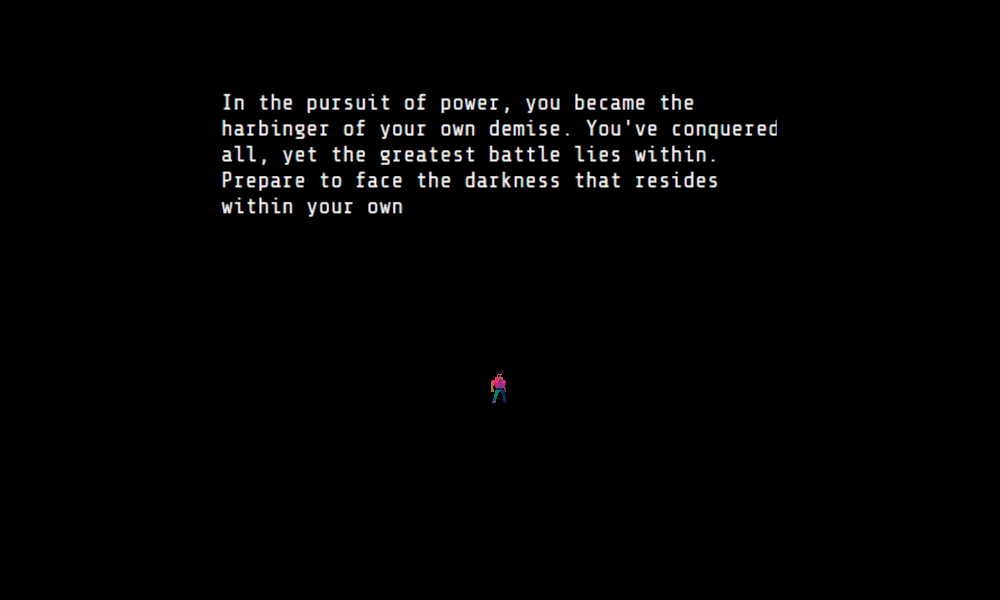 In the pursuit of power, you became the
harbinger of your own demise. You've conquered
all, yet the greatest battle lies within.
Prepare to face the darkness that resides
within your own